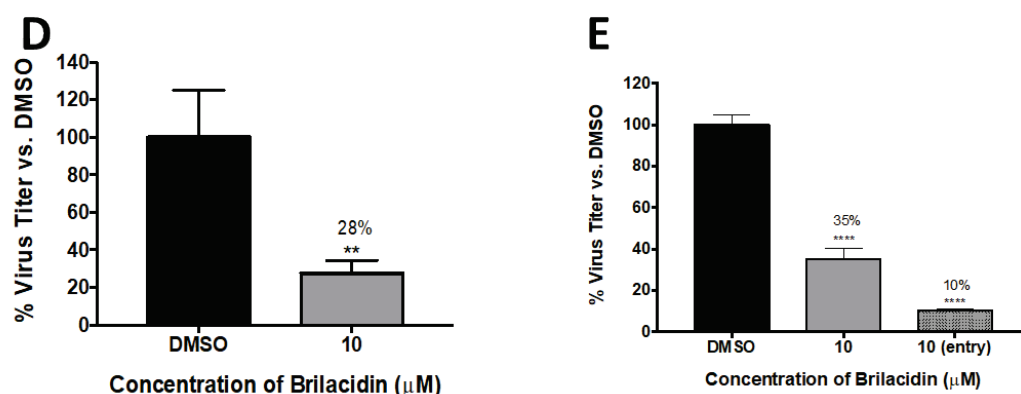 D
% Virus Titer vs. DMSO
140
120
100
80
60
40
20
0
28%
**
DMSO 10
Concentration of Brilacidin (μM)
E
% Virus Titer vs. DMSO
120
100
80
60
40
20
0
35%
****
10%
****
DMSO 10 10 (entry)
Concentration of Brilacidin (μM)